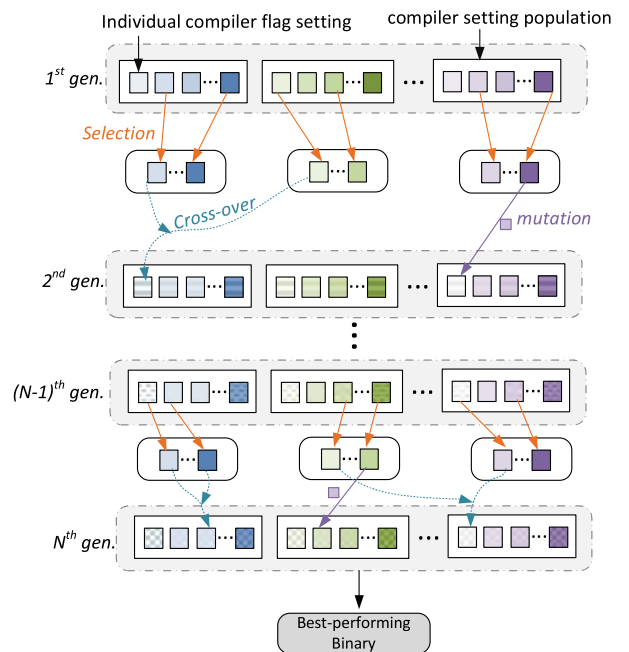 Individual compiler flag setting
compiler setting population
1st gen.
Selection
Cross-over
mutation
2nd gen.
(N-1)th gen.
Nth gen.
Best-performing
Binary